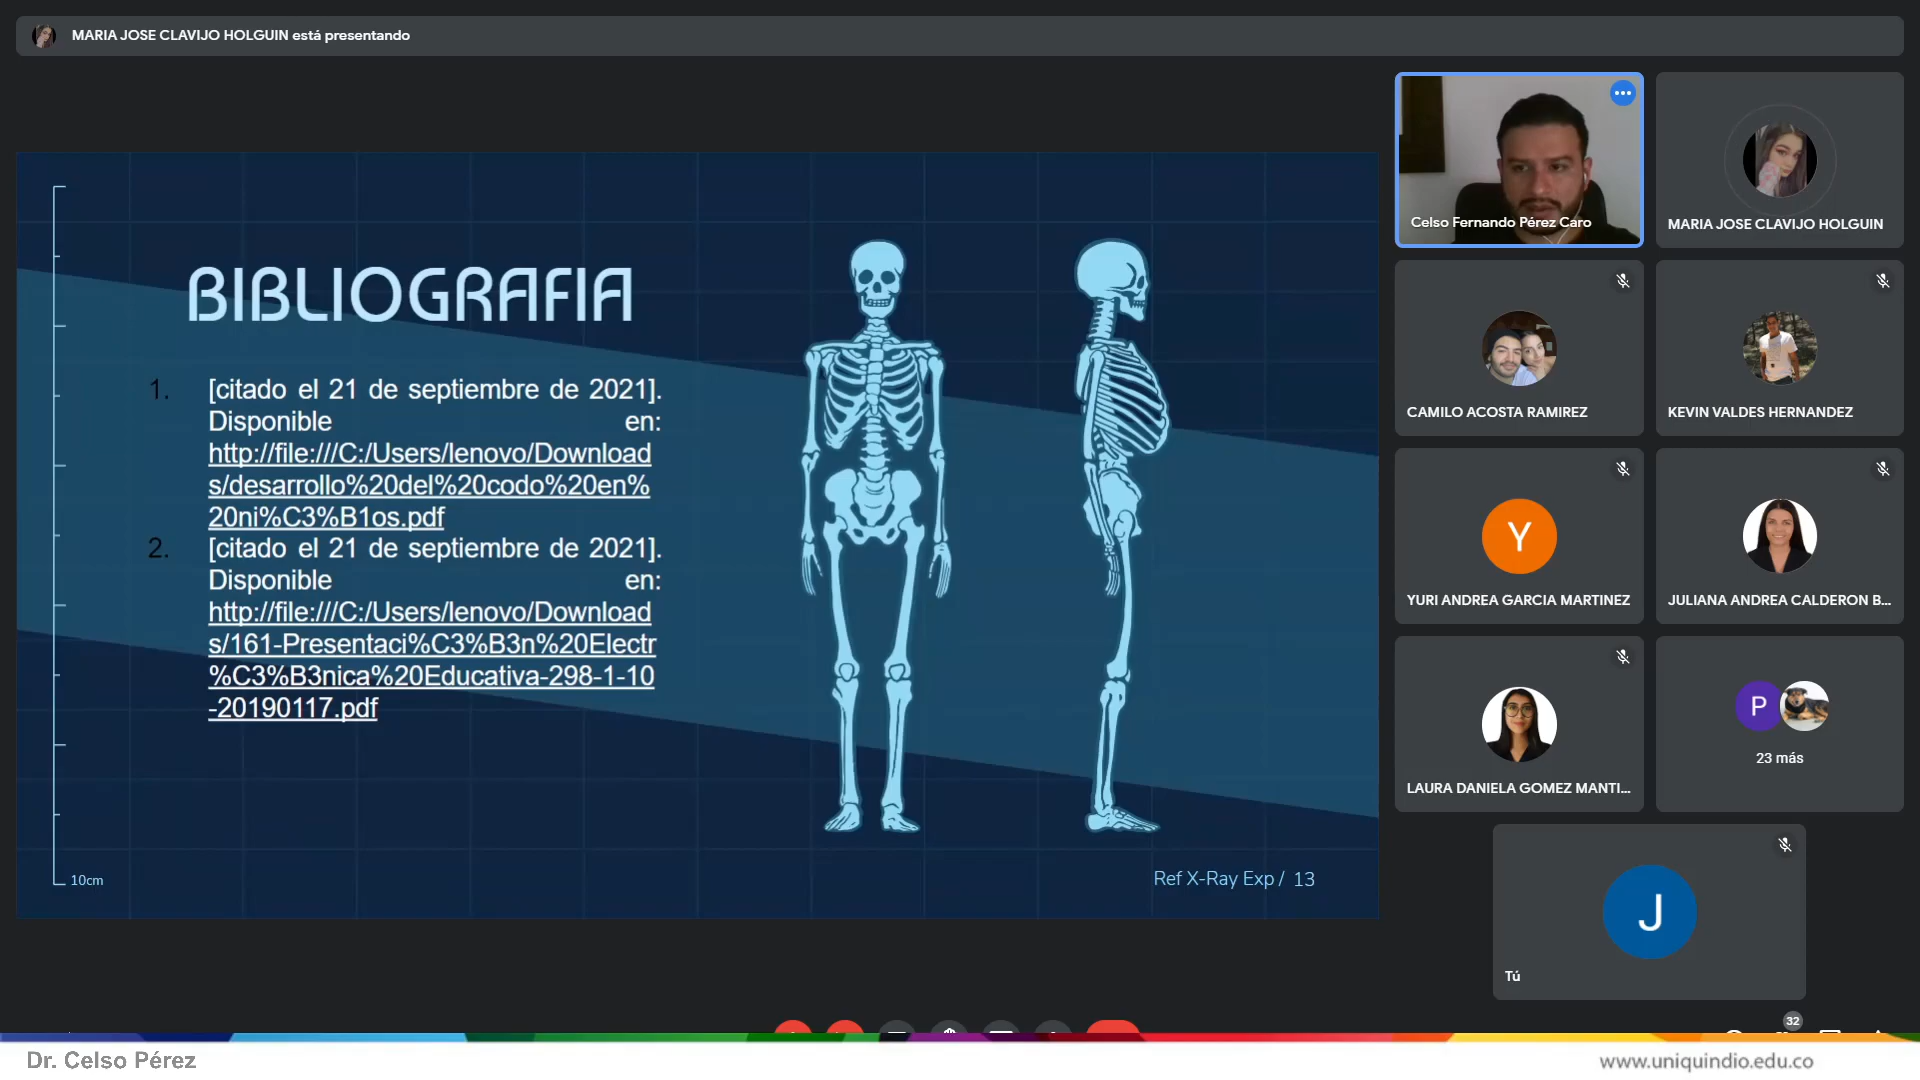 MARIA JOSE CLAVIJO HOLGUIN está presentando
BIBLIOGRAFIA
1. [citado el 21 de septiembre de 2021].
Disponible en:
http://file:///C:/Users/lenovo/Download
s/desarrollo%20del%20codo%20en%
20ni%C3%B1os.pdf
2. [citado el 21 de septiembre de 2021].
Disponible en:
http://file:///C:/Users/lenovo/Download
s/161-Presentaci%C3%B3n%20Electr
%C3%B3nica%20Educativa-298-1-10
-20190117.pdf
10cm
Ref X-Ray Exp / 13
Celso Fernando Pérez Caro
MARIA JOSE CLAVIJO HOLGUIN
CAMILO ACOSTA RAMIREZ
KEVIN VALDES HERNANDEZ
Y
YURI ANDREA GARCIA MARTINEZ
JULIANA ANDREA CALDERON B...
LAURA DANIELA GOMEZ MANTI...
P
23 más
J
Tú
32
Dr. Celso Pérez
www.uniquindio.edu.co